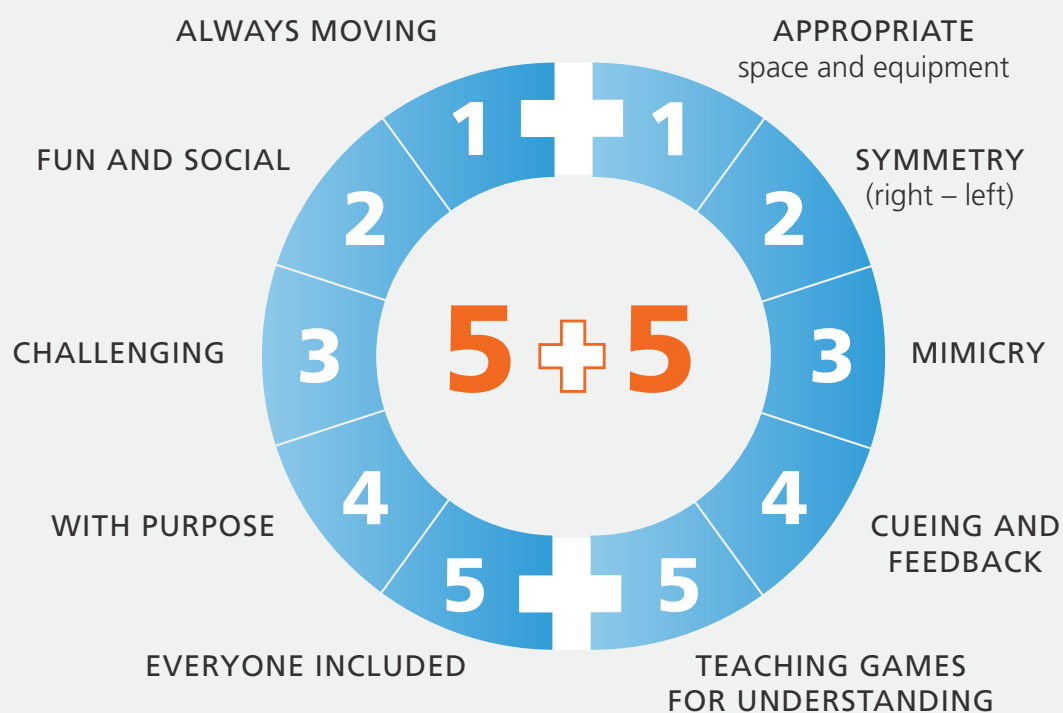 ALWAYS MOVING
1
FUN AND SOCIAL
2
CHALLENGING
3
WITH PURPOSE
4
EVERYONE INCLUDED
5
5 + 5
APPROPRIATE
space and equipment
1
SYMMETRY
(right – left)
2
MIMICRY
3
CUEING AND
FEEDBACK
4
TEACHING GAMES
FOR UNDERSTANDING
5